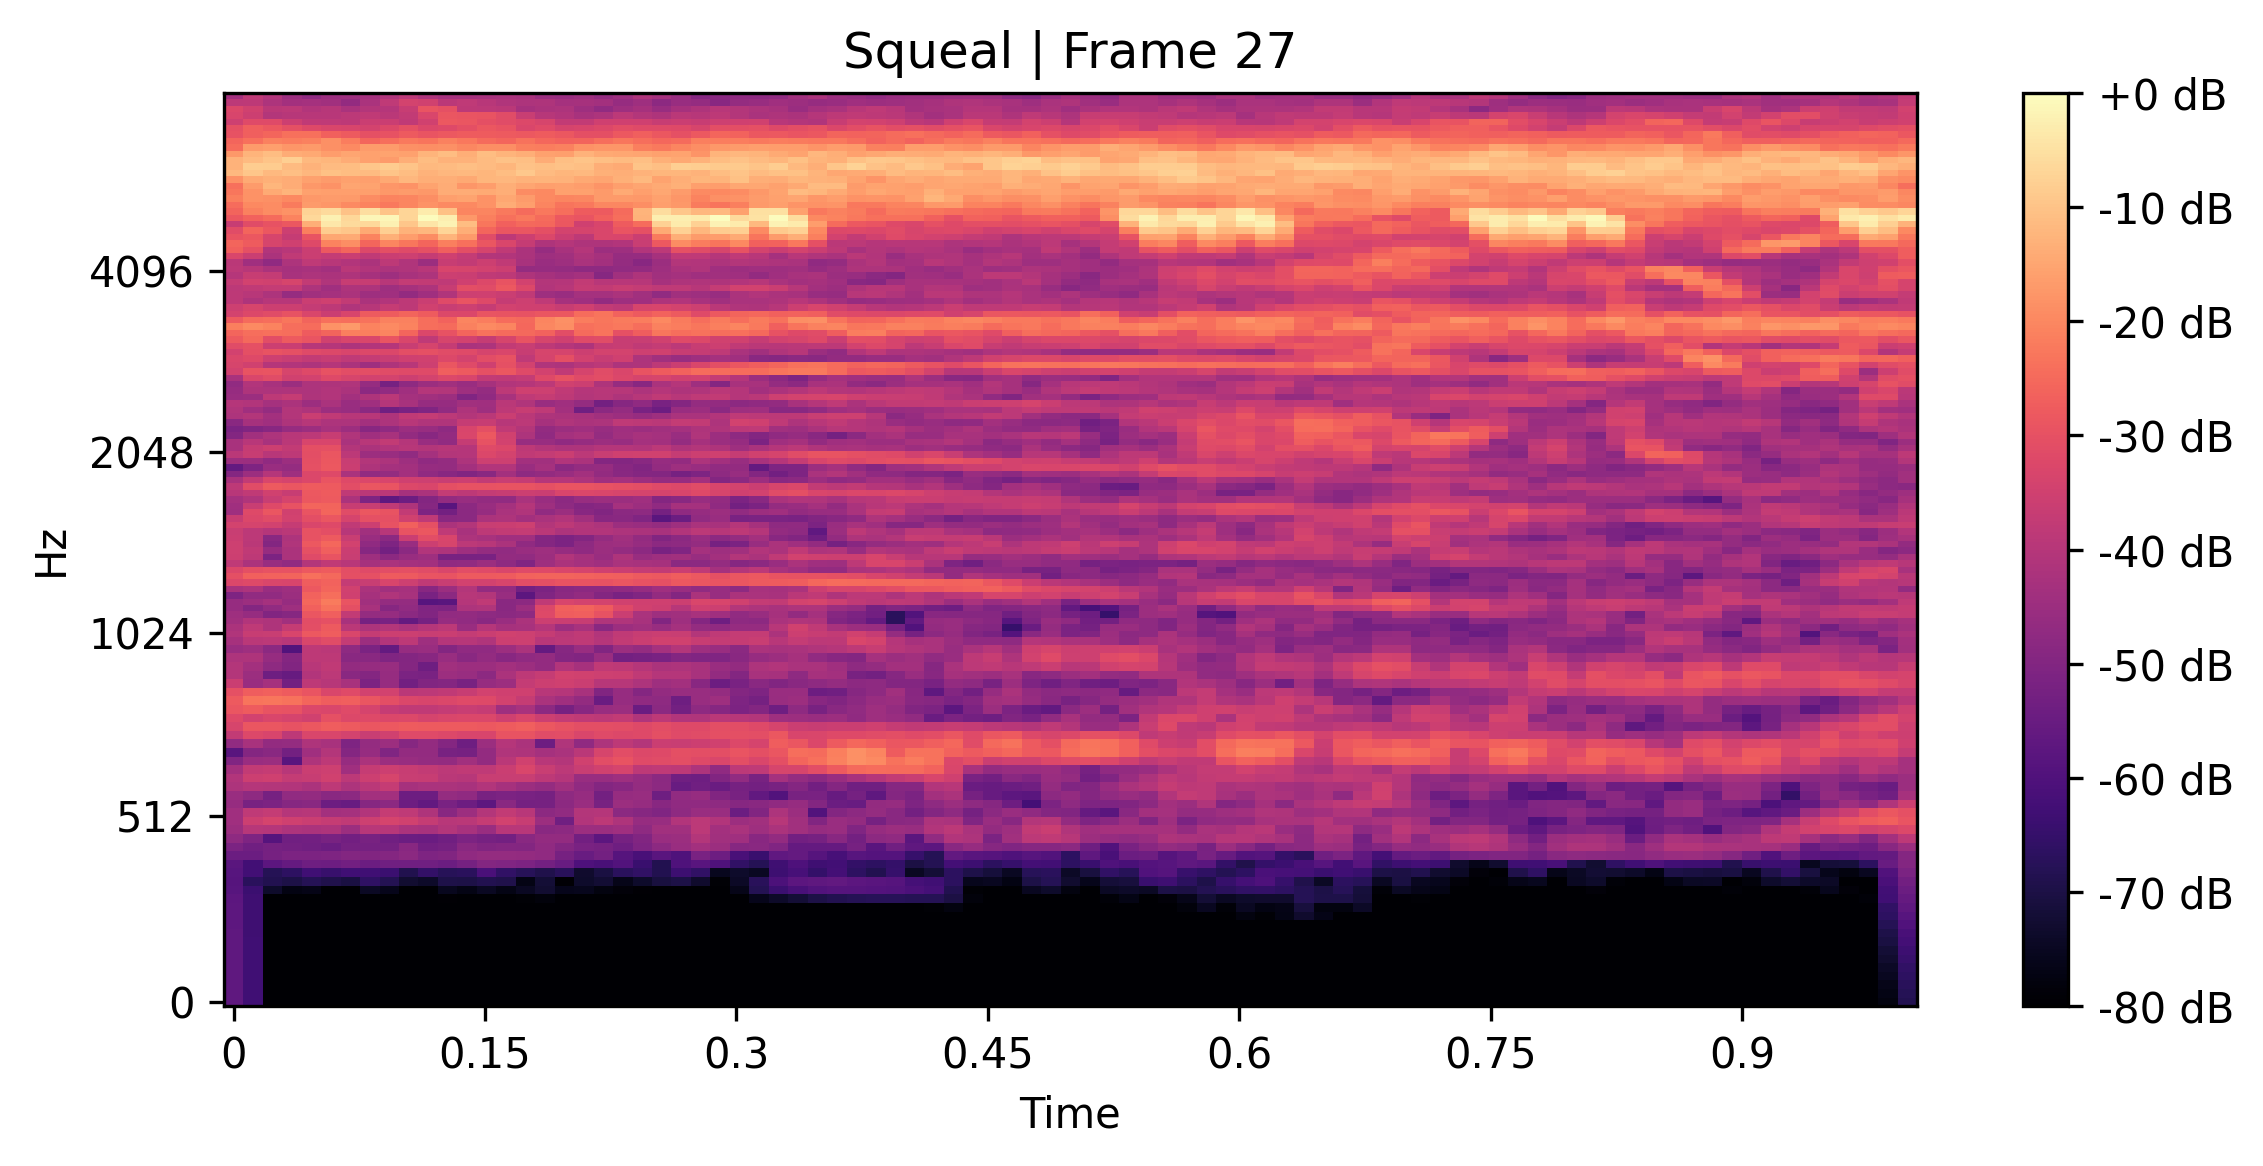 Squeal | Frame 27
Hz
4096
2048
1024
512
0
0 0.15 0.3 0.45 0.6 0.75 0.9
Time
+0 dB
-10 dB
-20 dB
-30 dB
-40 dB
-50 dB
-60 dB
-70 dB
-80 dB